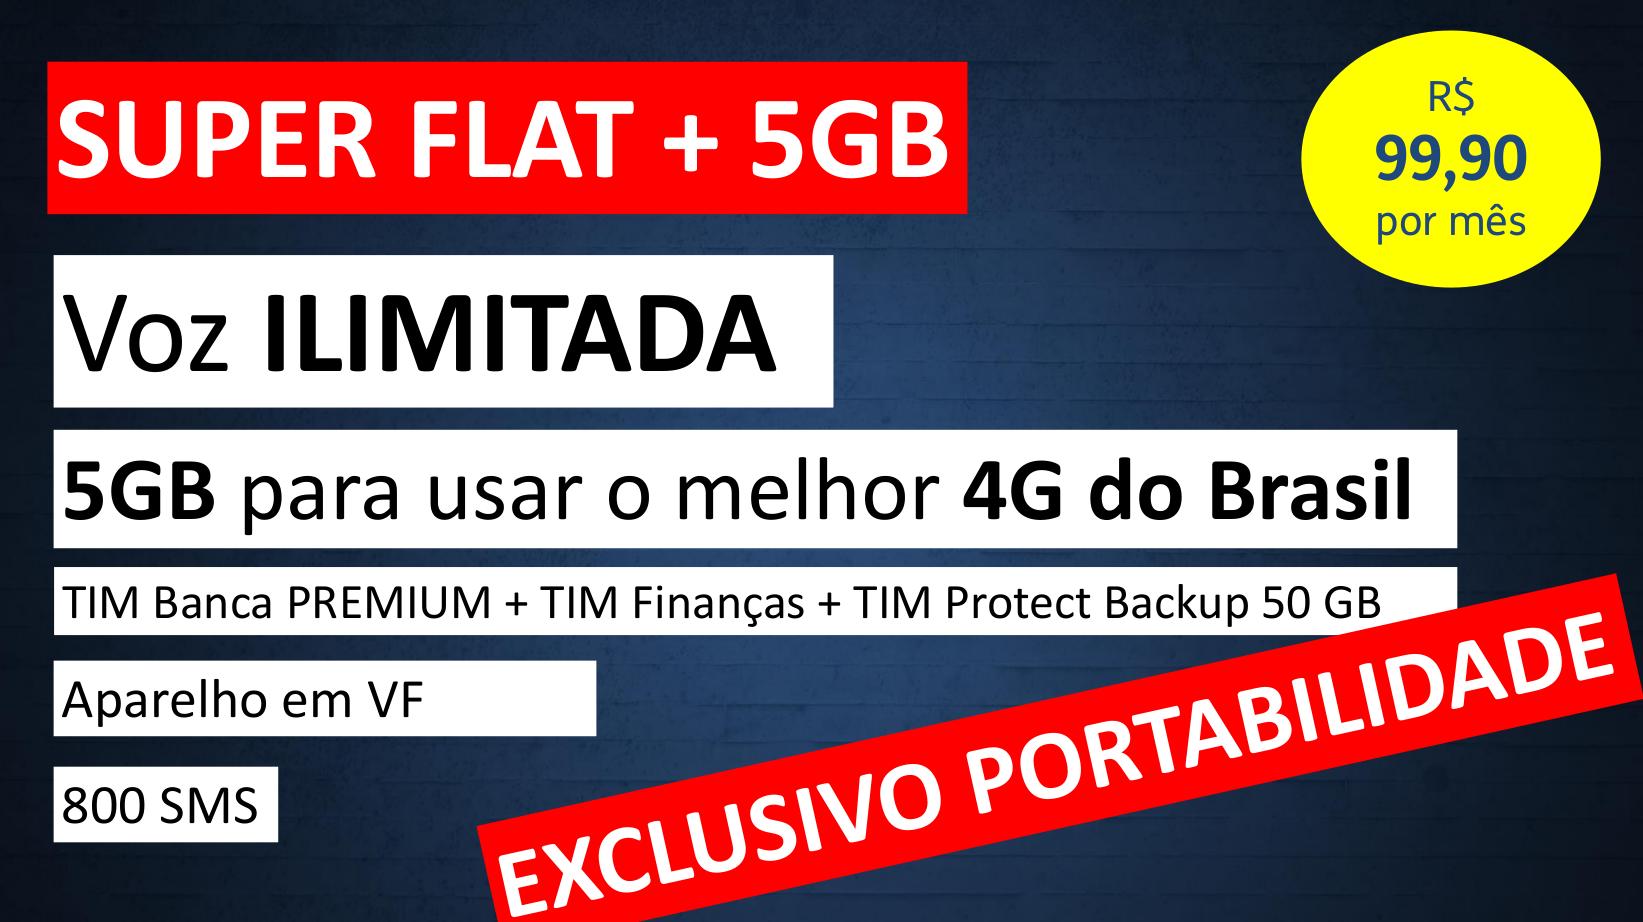 SUPER FLAT + 5GB
R$
99,90
por mês
Voz ILIMITADA
5GB para usar o melhor 4G do Brasil
TIM Banca PREMIUM + TIM Finanças + TIM Protect Backup 50 GB
Aparelho em VF
800 SMS
EXCLUSIVO PORTABILIDADE